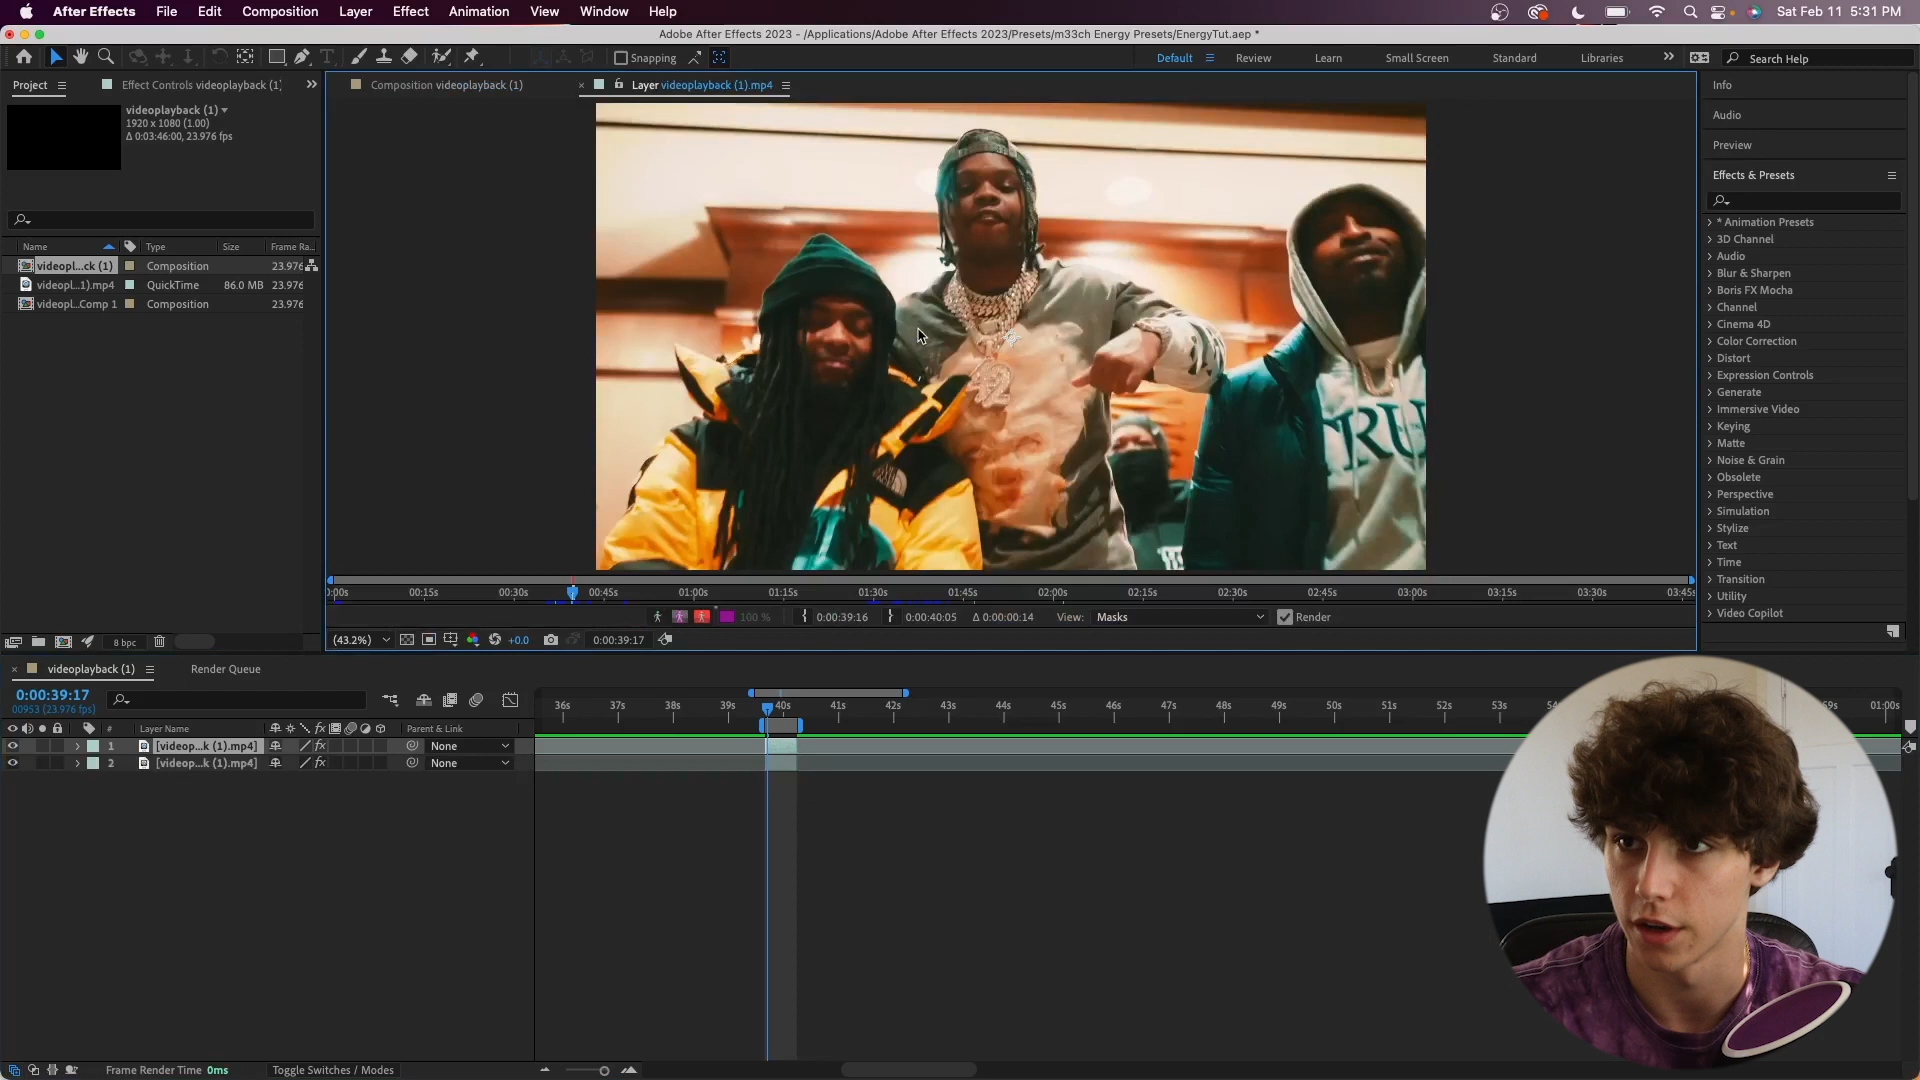 After Effects File Edit Composition Layer Effect Animation View Window Help Sat Feb 11 5:31 PM
Adobe After Effects 2023 - /Applications/Adobe After Effects 2023/Presets/m33ch Energy Presets/EnergyTut.aep *
Snapping Default Review Learn Small Screen Standard Libraries Search Help
Project Effect Controls videoplayback (1) Composition videoplayback (1) Layer videoplayback (1).mp4 Info
videoplayback (1)
1920 x 1080 (1.00)
Δ 0:03:46:00, 23.976 fps
Audio
Preview
Effects & Presets
Name Type Size Frame Ra...
videopl...ck (1) Composition 23.976
videopl...1).mp4 QuickTime 86.0 MB 23.976
videopl...Comp 1 Composition 23.976
* Animation Presets
3D Channel
Audio
Blur & Sharpen
Boris FX Mocha
Channel
Cinema 4D
Color Correction
Distort
Expression Controls
Generate
Immersive Video
Keying
Matte
Noise & Grain
Obsolete
Perspective
Simulation
Stylize
Text
Time
Transition
Utility
Video Copilot
TRU
THE NORTH FACE
):00s 00:15s 00:30s 00:45s 01:00s 01:15s 01:30s 01:45s 02:00s 02:15s 02:30s 02:45s 03:00s 03:15s 03:30s 03:45s
100 % 0:00:39:16 0:00:40:05 Δ 0:00:00:14 View: Masks Render
8 bpc (43.2%) +0.0 0:00:39:17
videoplayback (1) Render Queue
0:00:39:17
00953 (23.976 fps)
36s 37s 38s 39s 40s 41s 42s 43s 44s 45s 46s 47s 48s 49s 50s 51s 52s 53s 59s 01:00s
# Layer Name Parent & Link
1 [videop...k (1).mp4] None
2 [videop...k (1).mp4] None
Frame Render Time 0ms Toggle Switches / Modes